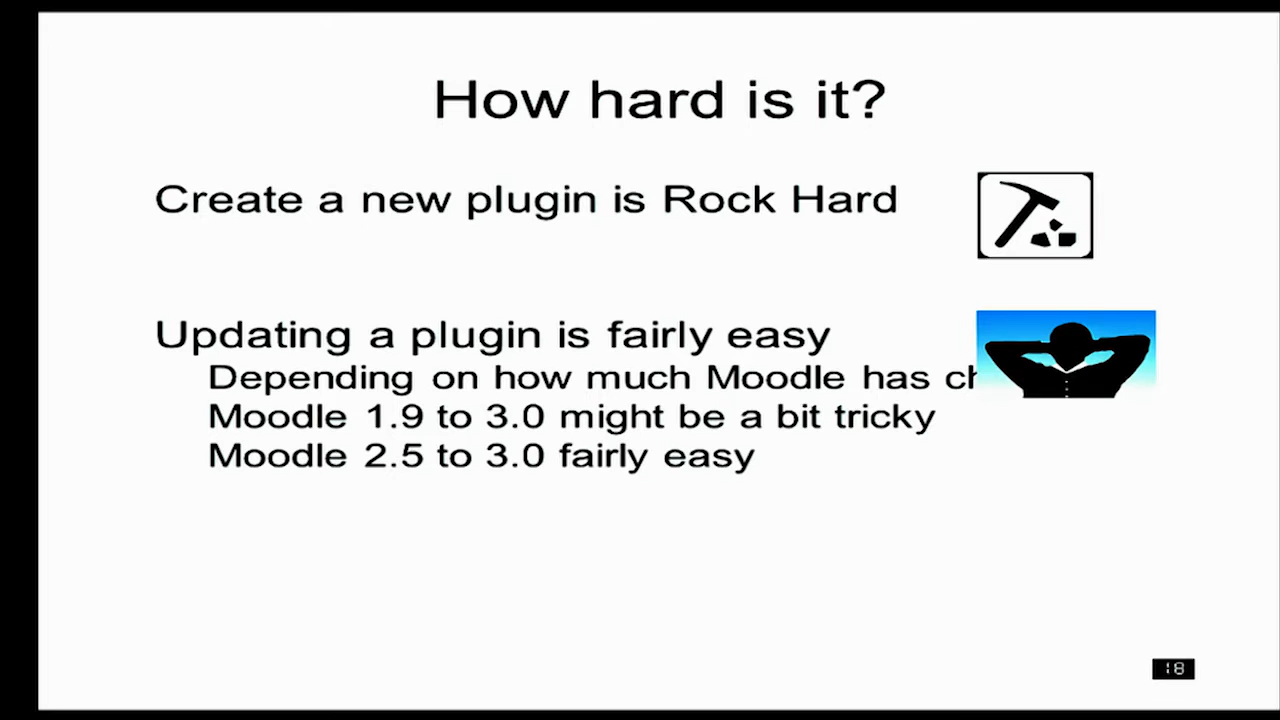 How hard is it?
Create a new plugin is Rock Hard
Updating a plugin is fairly easy
Depending on how much Moodle has
Moodle 1.9 to 3.0 might be a bit tricky
Moodle 2.5 to 3.0 fairly easy
18